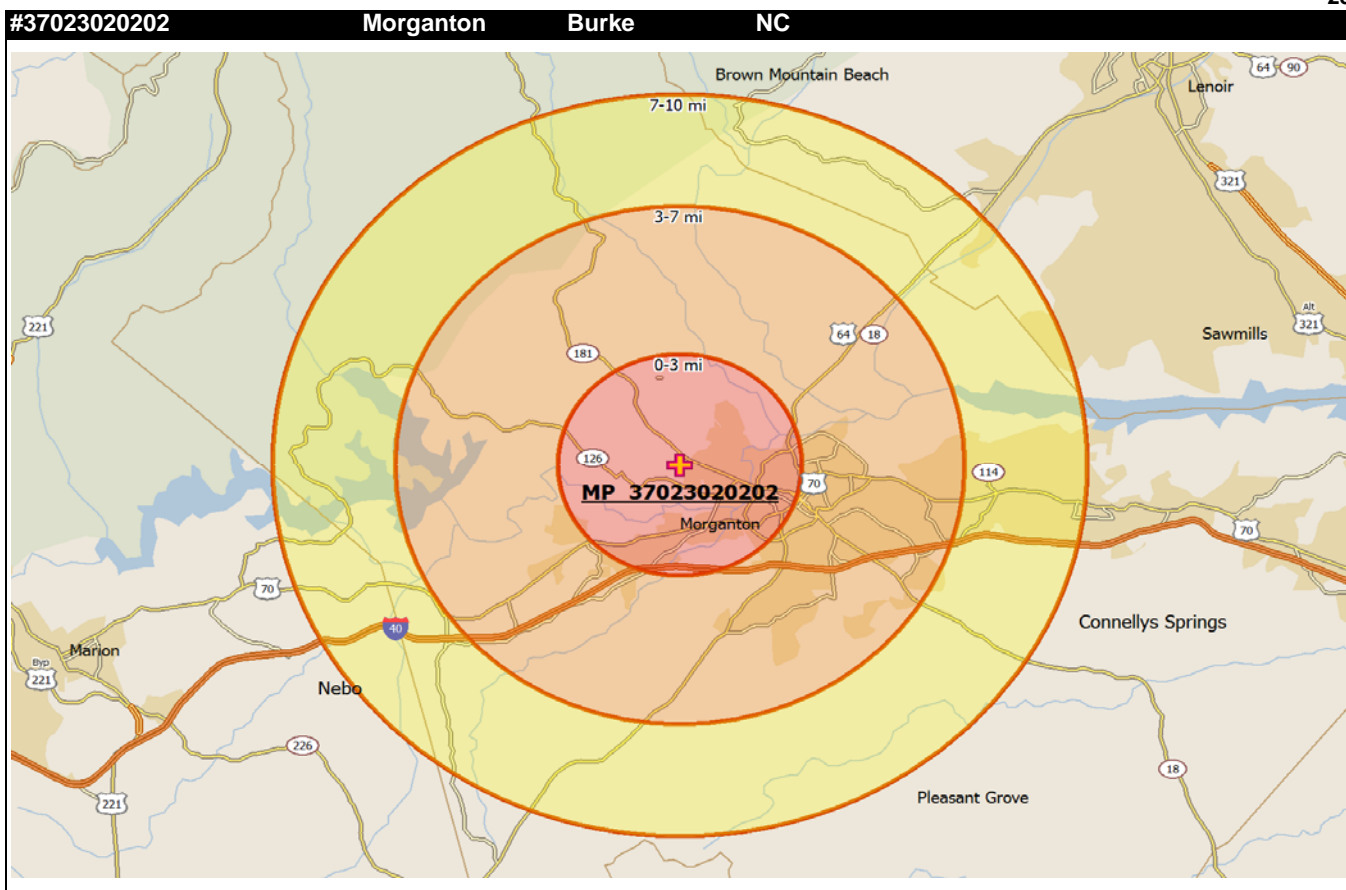 #37023020202 Morganton Burke NC
Brown Mountain Beach
64 90
Lenoir
7-10 mi
321
3-7 mi
221
64 18
Alt
321
Sawmills
181
0-3 mi
126
114
70
MP 37023020202
Morganton
70
70
40
Connellys Springs
Marion
Byp
221
Nebo
226
18
221
Pleasant Grove